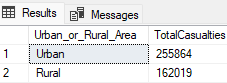 Results Messages
Urban_or_Rural_Area TotalCasualties
1 Urban 255864
2 Rural 162019